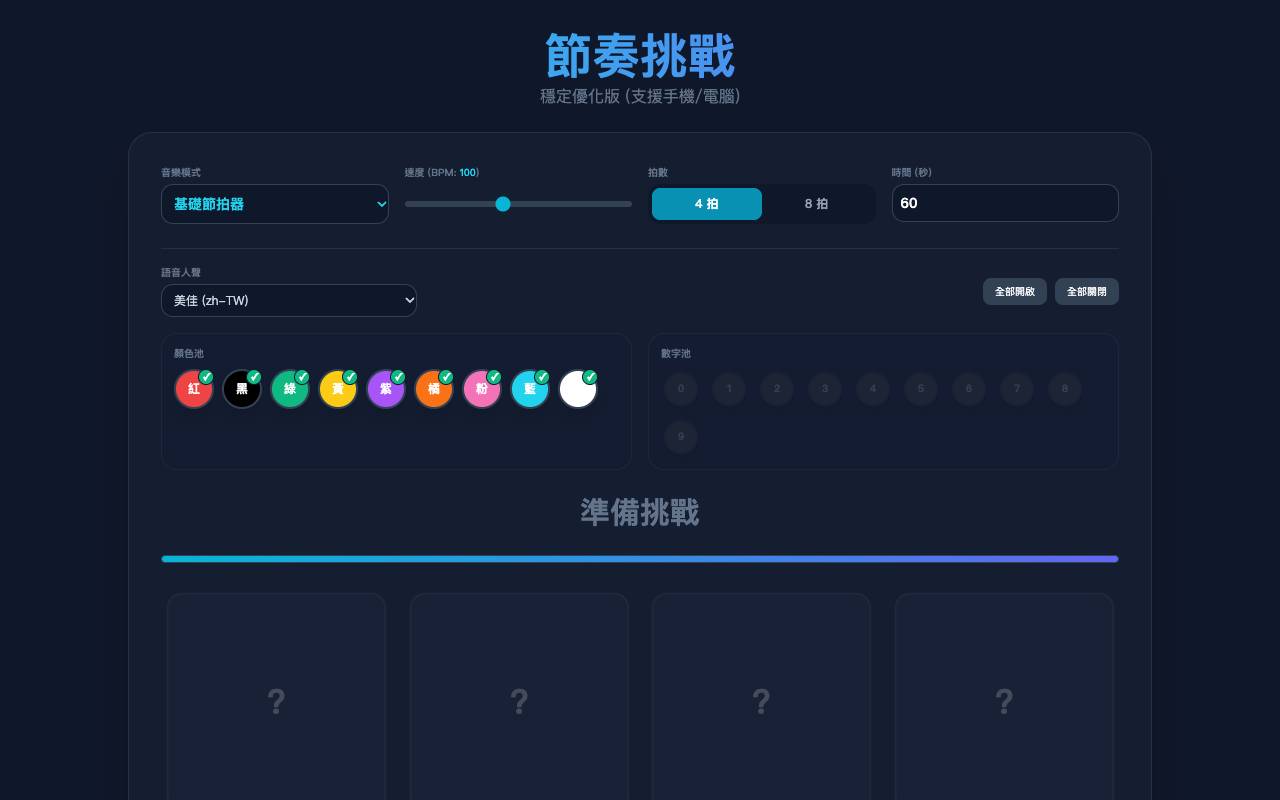 節奏挑戰
穩定優化版 (支援手機/電腦)
音樂模式
速度 (BPM: 100)
拍數
時間 (秒)
基礎節拍器
4 拍
8 拍
60
語音人聲
美佳 (zh-TW)
全部開啟
全部關閉
顏色池
數字池
紅 黑 綠 黃 紫 橘 粉 藍
0 1 2 3 4 5 6 7 8
9
準備挑戰
? ? ? ?